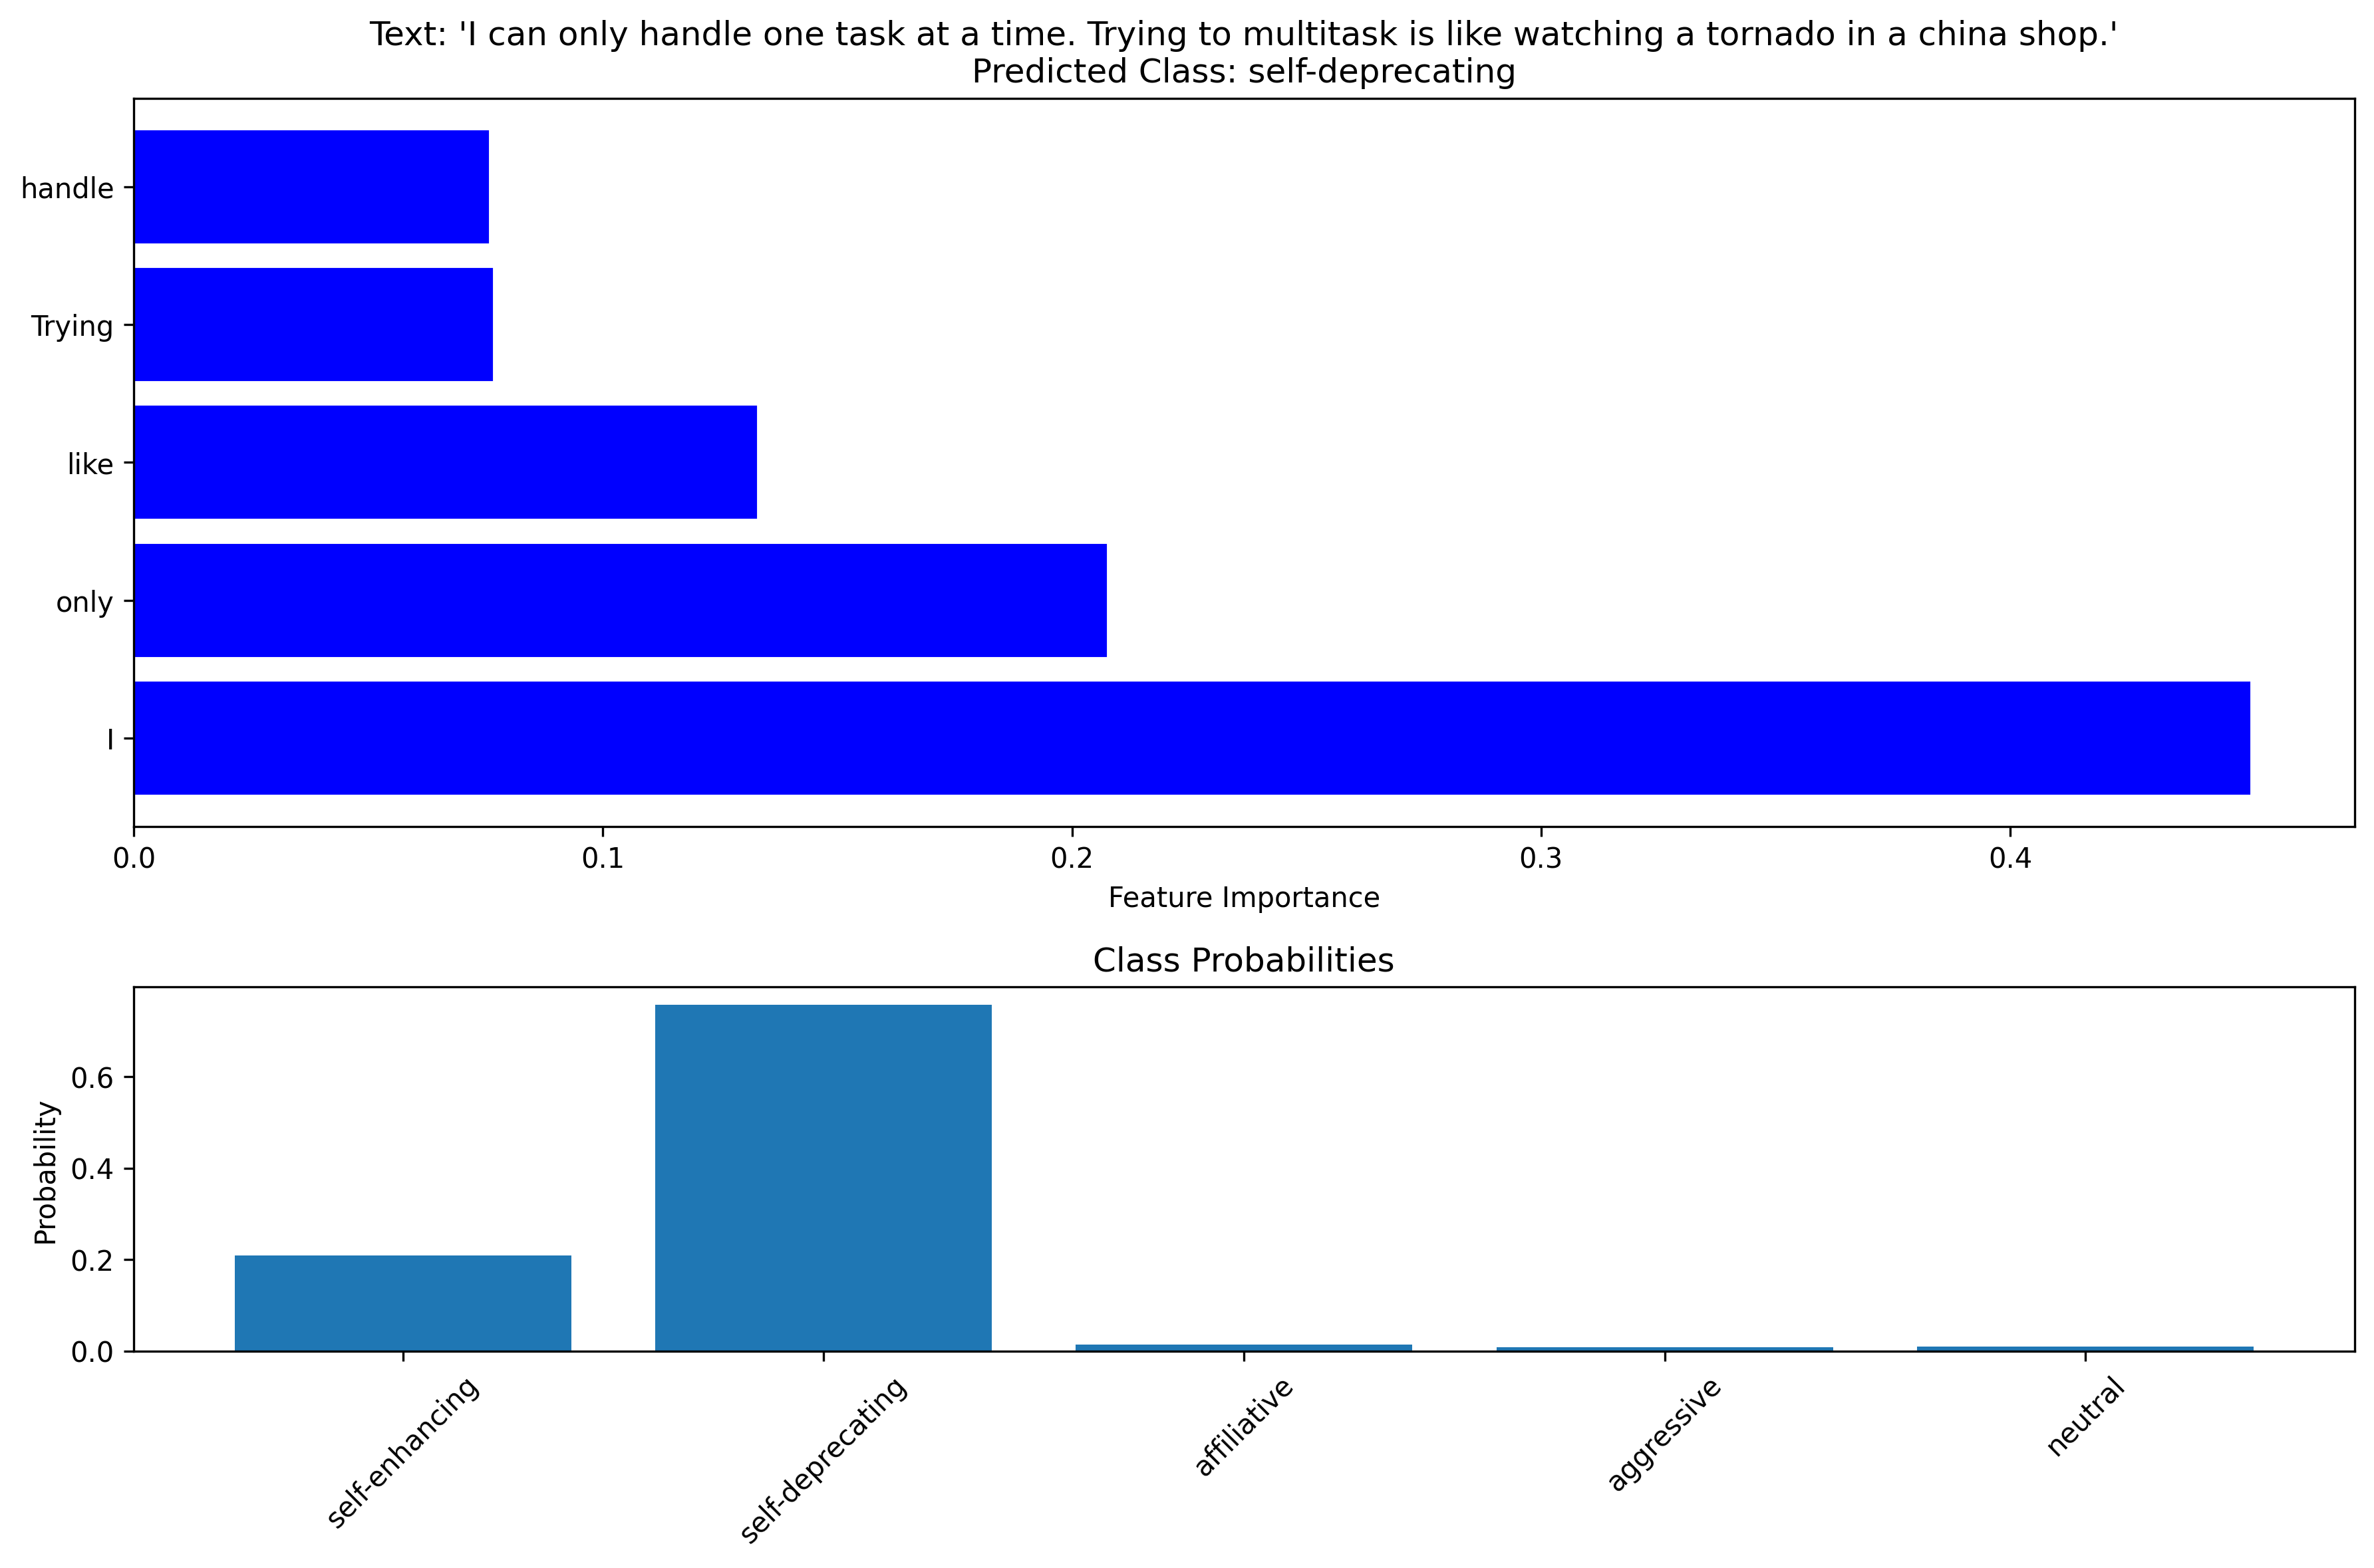 Text: 'I can only handle one task at a time. Trying to multitask is like watching a tornado in a china shop.'
Predicted Class: self-deprecating
handle
Trying
like
only
I
0.0 0.1 0.2 0.3 0.4
Feature Importance
Class Probabilities
Probability
0.6
0.4
0.2
0.0
self-enhancing self-deprecating affiliative aggressive neutral